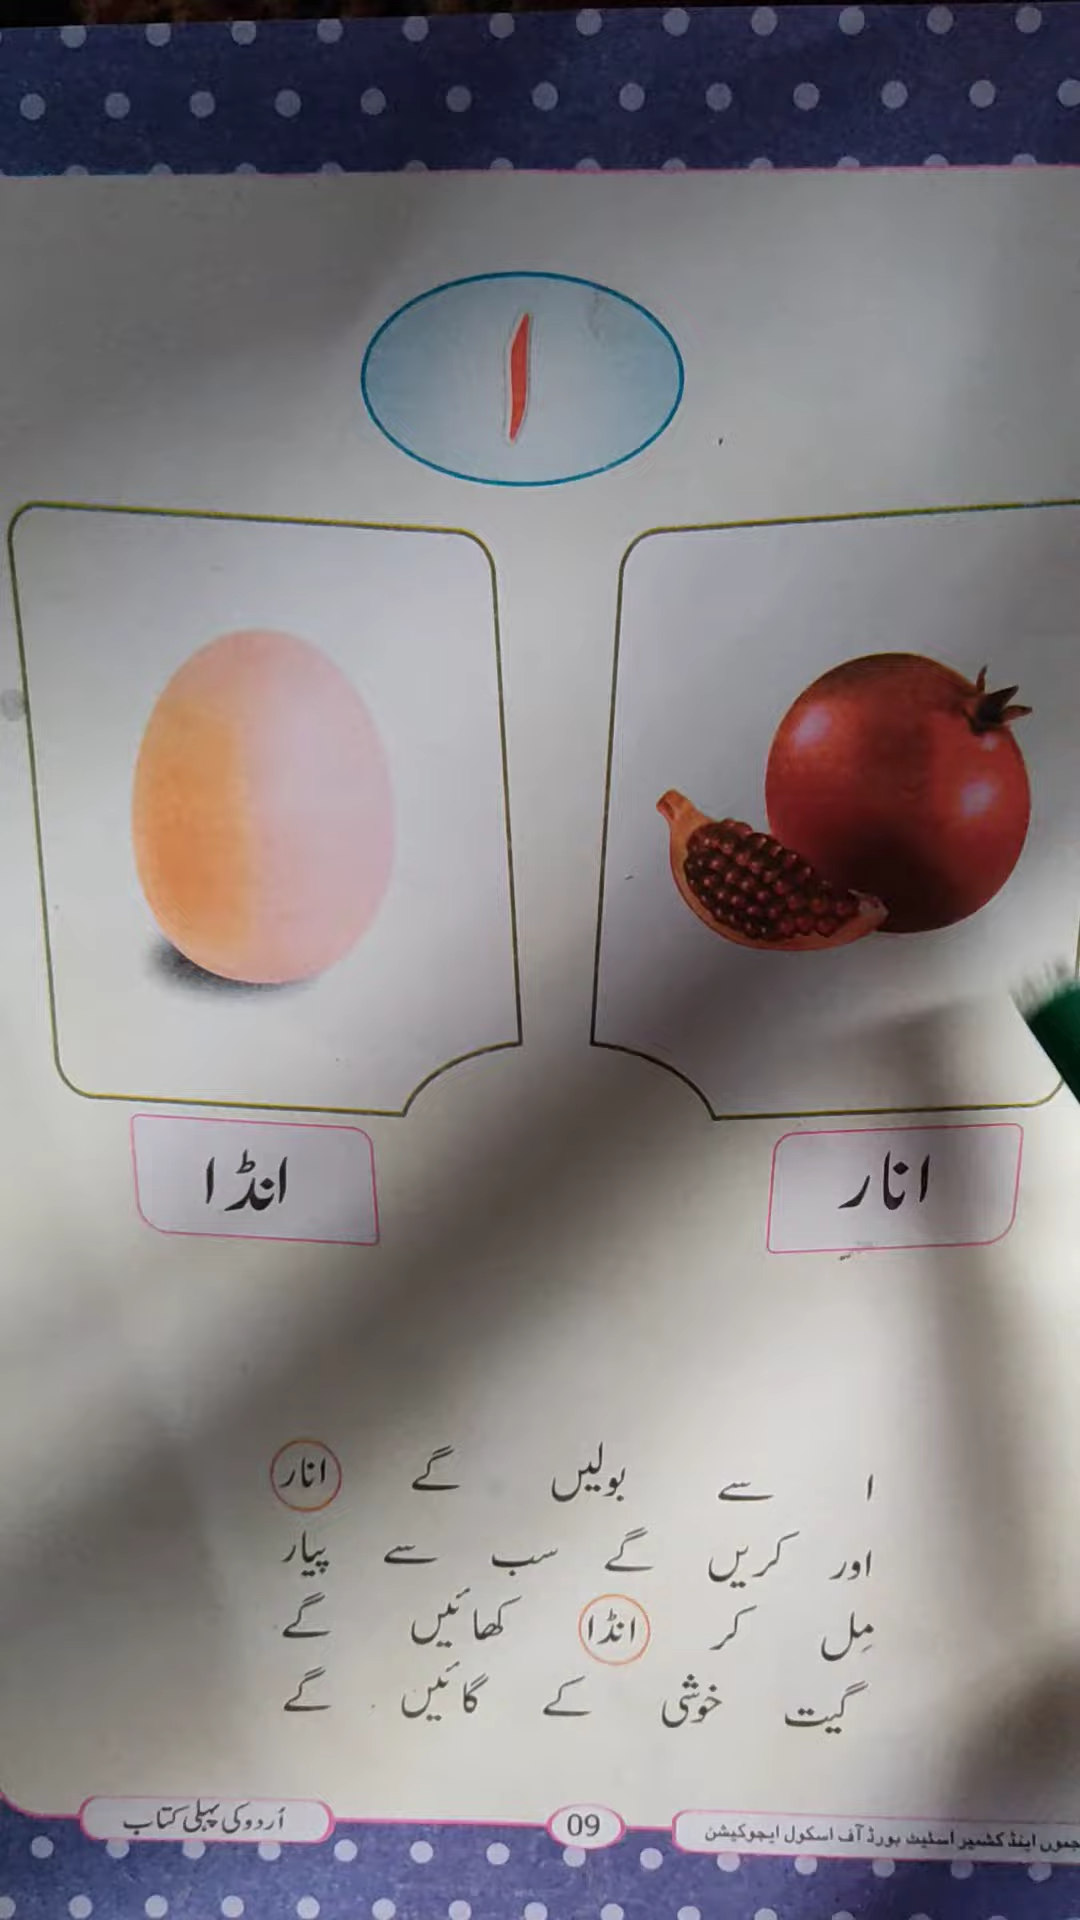 ا
انار
انڈا
ا سے بولیں گے انار
اور کریں گے سب سے پیار
مِل کر انڈا کھائیں گے
گیت خوشی کے گائیں گے
جموں اینڈ کشمیر اسٹیٹ بورڈ آف اسکول ایجوکیشن
09
اُردو کی پہلی کتاب